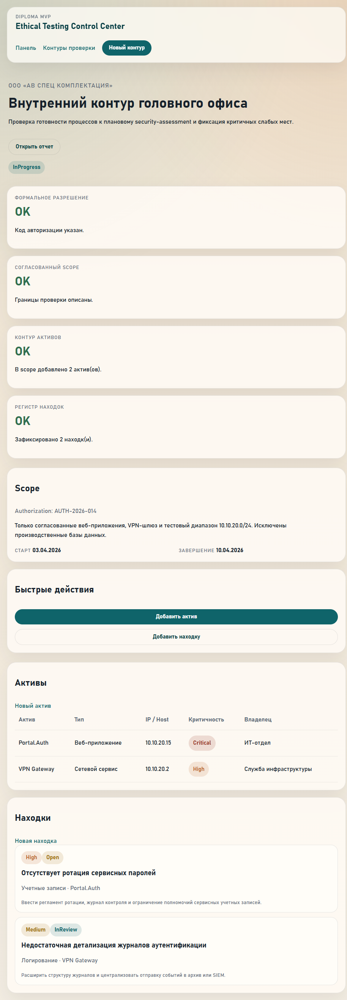 DIPLOMA MVP
Ethical Testing Control Center
Панель Контуры проверки Новый контур
ООО «АВ СПЕЦ КОМПЛЕКТАЦИЯ»
Внутренний контур головного офиса
Проверка готовности процессов к плановому security-assessment и фиксация критичных слабых мест.
Открыть отчет
InProgress
ФОРМАЛЬНОЕ РАЗРЕШЕНИЕ
OK
Код авторизации указан.
СОГЛАСОВАННЫЙ SCOPE
OK
Границы проверки описаны.
КОНТУР АКТИВОВ
OK
В scope добавлено 2 актив(ов).
РЕГИСТР НАХОДОК
OK
Зафиксировано 2 находк(и).
Scope
Authorization: AUTH-2026-014
Только согласованные веб-приложения, VPN-шлюз и тестовый диапазон 10.10.20.0/24. Исключены
производственные базы данных.
СТАРТ 03.04.2026 ЗАВЕРШЕНИЕ 10.04.2026
Быстрые действия
Добавить актив
Добавить находку
Активы
Новый актив
Актив Тип IP / Host Критичность Владелец
Portal.Auth Веб-приложение 10.10.20.15 Critical ИТ-отдел
VPN Gateway Сетевой сервис 10.10.20.2 High Служба инфраструктуры
Находки
Новая находка
High Open
Отсутствует ротация сервисных паролей
Учетные записи · Portal.Auth
Ввести регламент ротации, журнал контроля и ограничение полномочий сервисных учетных записей.
Medium InReview
Недостаточная детализация журналов аутентификации
Логирование · VPN Gateway
Расширить структуру журналов и централизовать отправку событий в архив или SIEM.